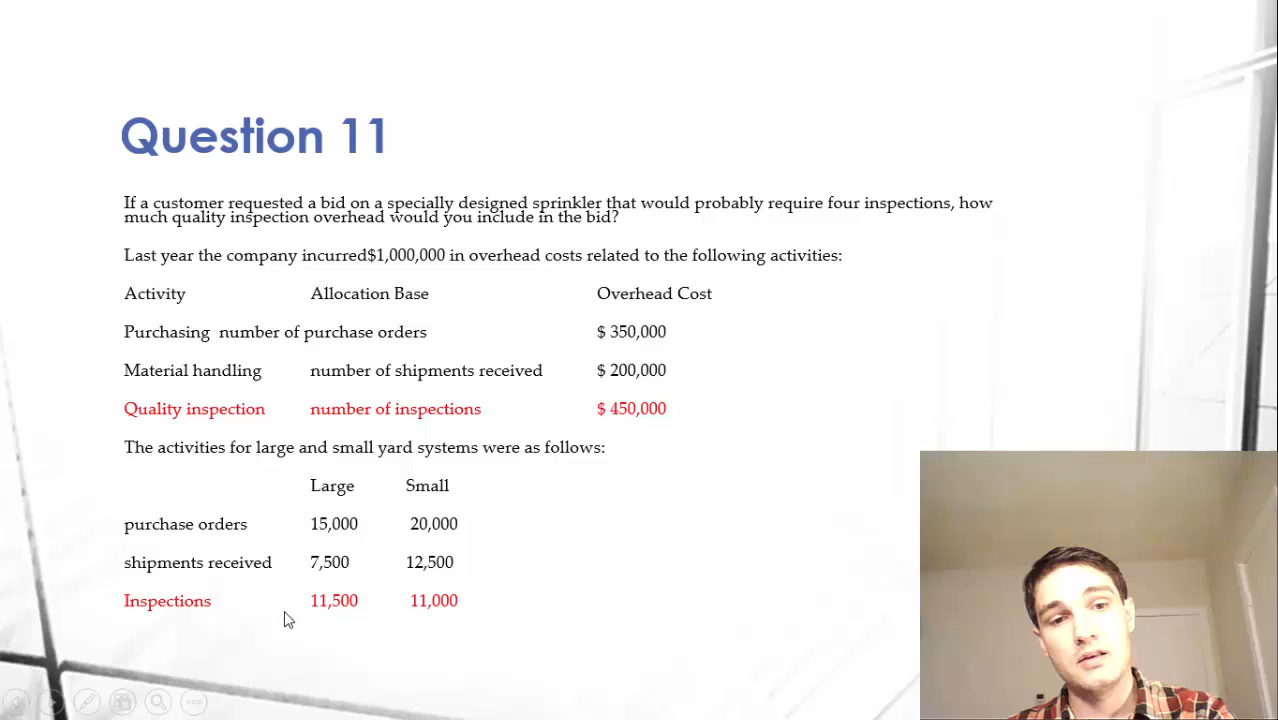 Question 11
If a customer requested a bid on a specially designed sprinkler that would probably require four inspections, how
much quality inspection overhead would you include in the bid?
Last year the company incurred$1,000,000 in overhead costs related to the following activities:
Activity Allocation Base Overhead Cost
Purchasing number of purchase orders $ 350,000
Material handling number of shipments received $ 200,000
Quality inspection number of inspections $ 450,000
The activities for large and small yard systems were as follows:
Large Small
purchase orders 15,000 20,000
shipments received 7,500 12,500
Inspections 11,500 11,000